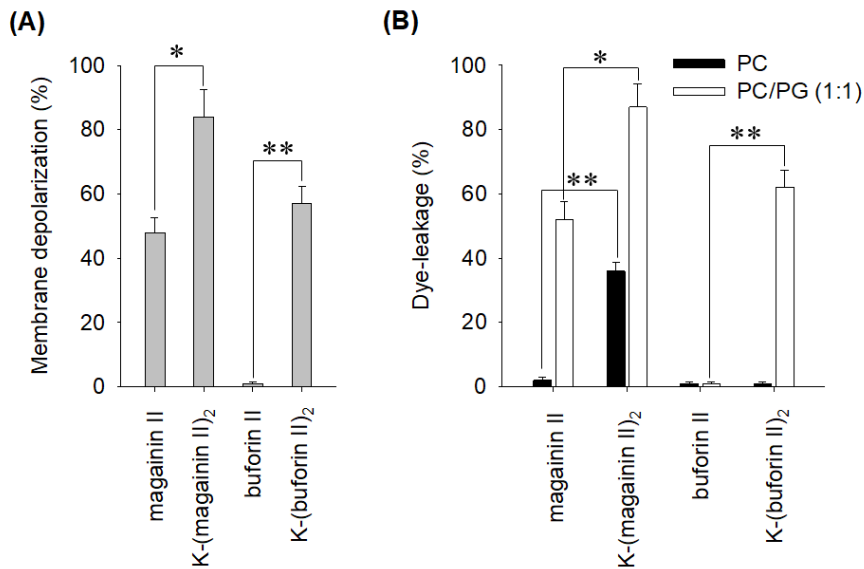 (A)
Membrane depolarization (%)
100
80
60
40
20
0
*
**
magainin II
K-(magainin II)₂
buforin II
K-(buforin II)₂
(B)
Dye-leakage (%)
100
80
60
40
20
0
PC
PC/PG (1:1)
*
**
**
magainin II
K-(magainin II)₂
buforin II
K-(buforin II)₂